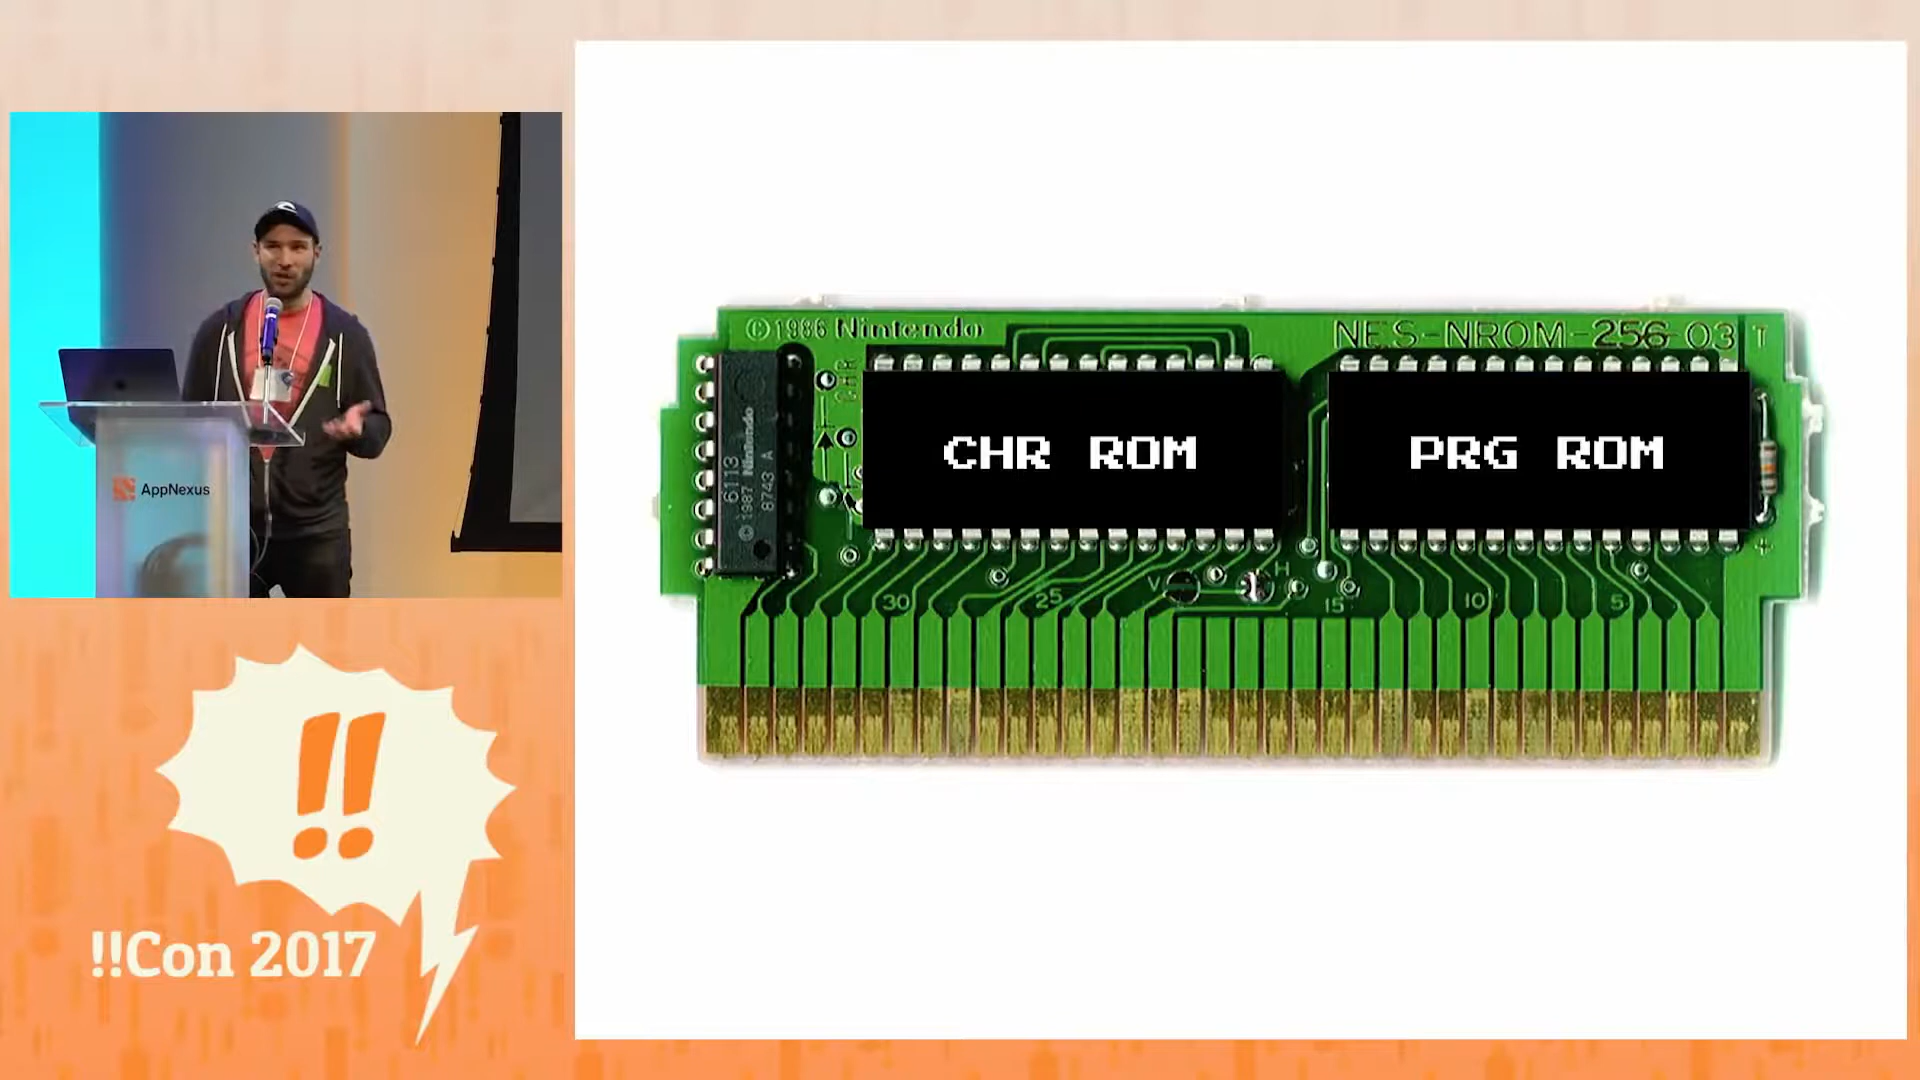 © 1986 Nintendo
NES-NROM-256-03
T
CHR
6113
© 1987 Nintendo
8743 A
CHR ROM
PRG ROM
+
V
H
30
25
15
10
5
AppNexus
!!
!!Con 2017